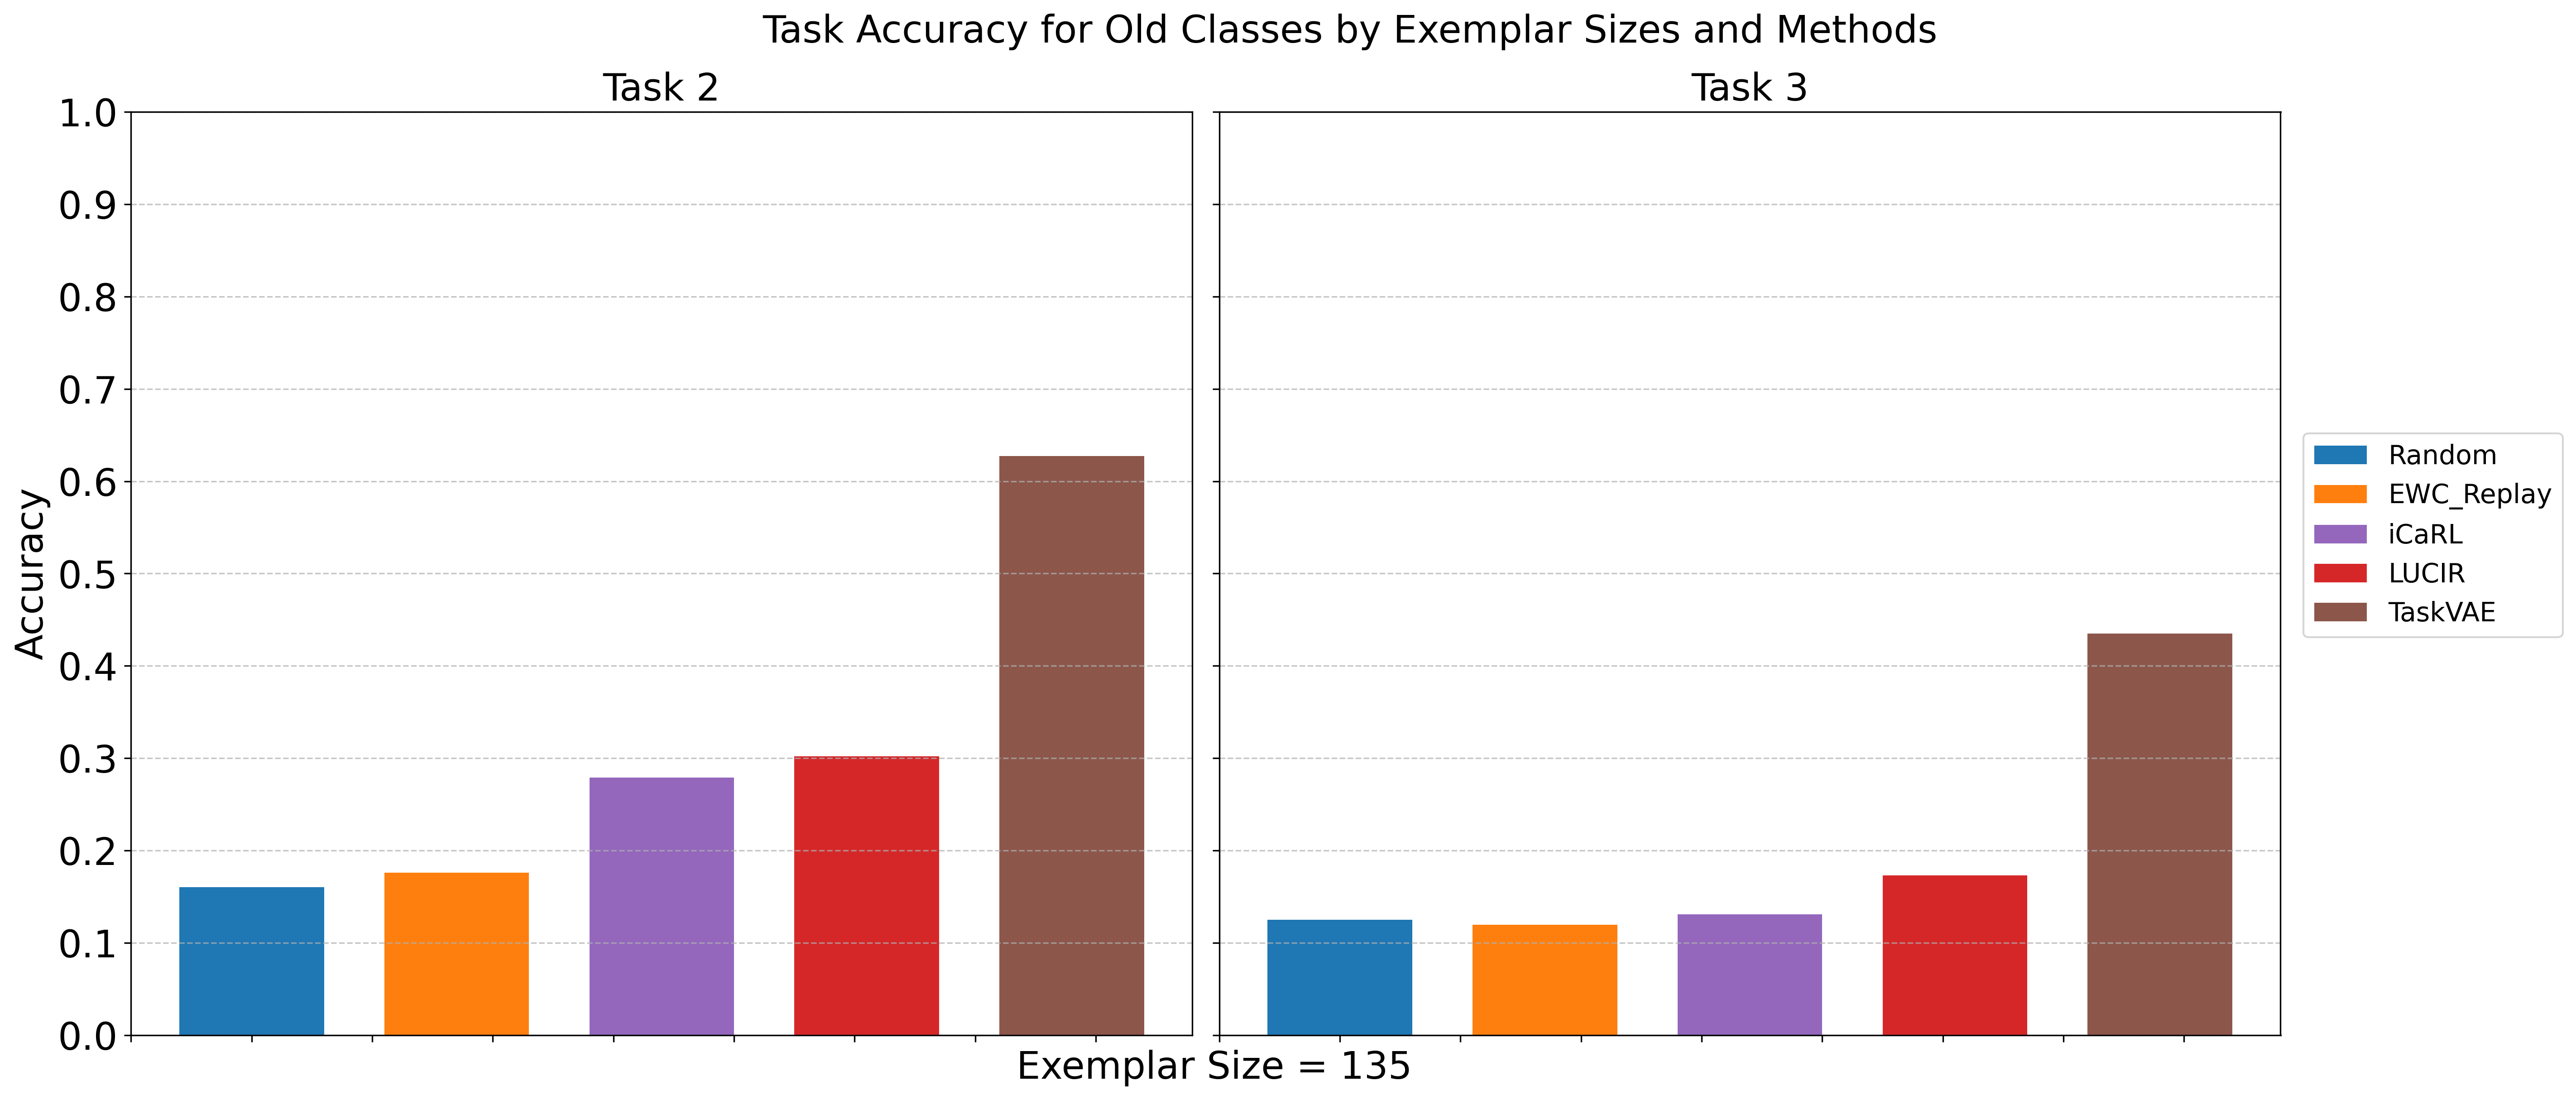 Task Accuracy for Old Classes by Exemplar Sizes and Methods
Task 2
Task 3
1.0
0.9
0.8
0.7
0.6
0.5
0.4
0.3
0.2
0.1
0.0
Accuracy
Exemplar Size = 135
Random
EWC_Replay
iCaRL
LUCIR
TaskVAE